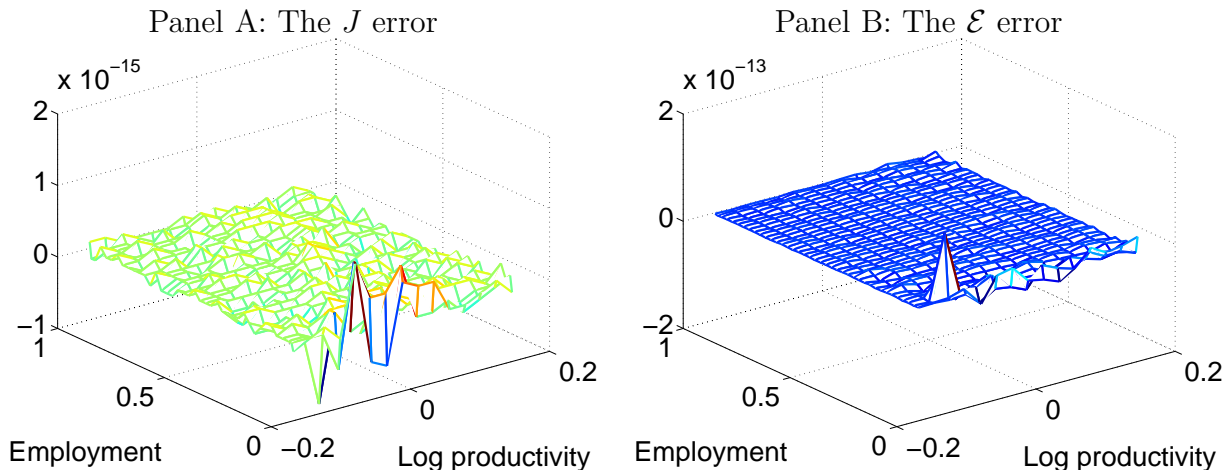 Panel A: The J error
x 10⁻¹⁵
2
1
0
−1
1
0.5
0
−0.2
0
0.2
Employment
Log productivity
Panel B: The ℰ error
x 10⁻¹³
2
0
−2
1
0.5
0
−0.2
0
0.2
Employment
Log productivity